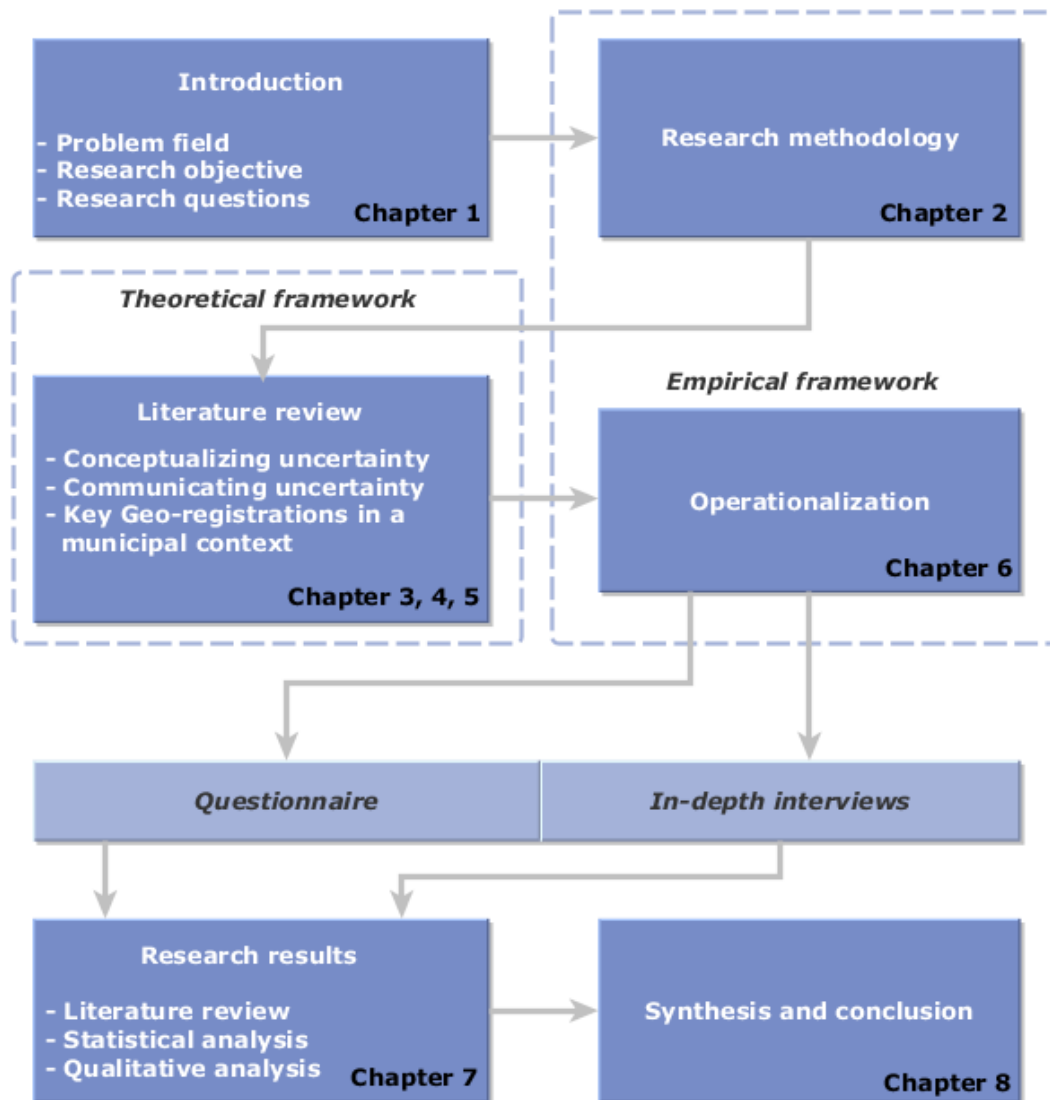 Introduction
- Problem field
- Research objective
- Research questions
Chapter 1
Research methodology
Chapter 2
Theoretical framework
Literature review
- Conceptualizing uncertainty
- Communicating uncertainty
- Key Geo-registrations in a
municipal context
Chapter 3, 4, 5
Empirical framework
Operationalization
Chapter 6
Questionnaire
In-depth interviews
Research results
- Literature review
- Statistical analysis
- Qualitative analysis
Chapter 7
Synthesis and conclusion
Chapter 8